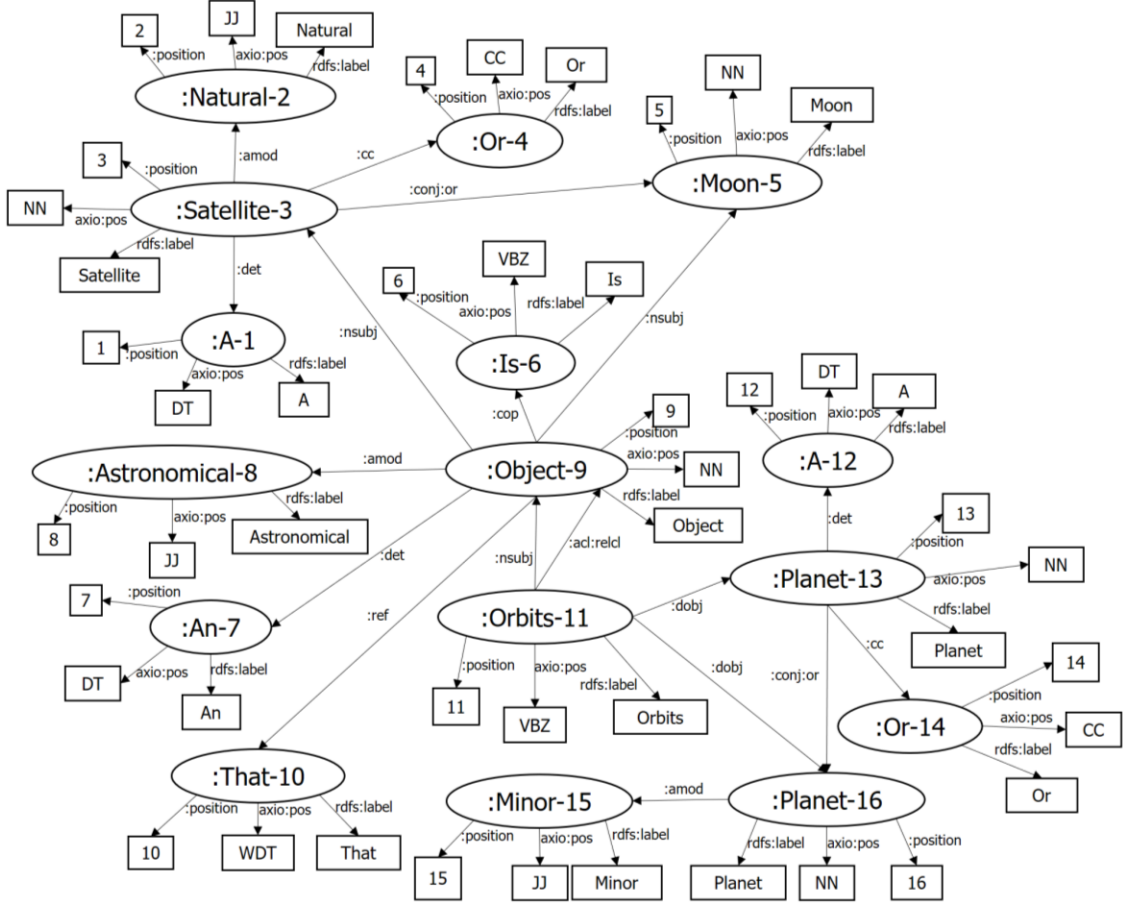 2
JJ
Natural
:position
axio:pos
rdfs:label
:Natural-2
4
CC
Or
:position
axio:pos
rdfs:label
:Or-4
5
NN
Moon
:position
axio:pos
rdfs:label
:Moon-5
:amod
:cc
:conj:or
3
:position
NN
axio:pos
:Satellite-3
rdfs:label
Satellite
:det
:nsubj
:nsubj
1
:position
:A-1
axio:pos
rdfs:label
DT
A
6
VBZ
Is
:position
axio:pos
rdfs:label
:Is-6
:cop
9
:position
:Object-9
axio:pos
NN
rdfs:label
Object
:amod
:Astronomical-8
:position
axio:pos
rdfs:label
8
JJ
Astronomical
:det
7
:position
:An-7
axio:pos
rdfs:label
DT
An
:ref
:nsubj
:acl:relcl
12
DT
A
:position
axio:pos
rdfs:label
:A-12
:det
13
:position
:Planet-13
axio:pos
NN
rdfs:label
Planet
:Orbits-11
:dobj
:dobj
:position
axio:pos
rdfs:label
11
VBZ
Orbits
:conj:or
:cc
14
:position
:Or-14
axio:pos
CC
rdfs:label
Or
:That-10
:position
axio:pos
rdfs:label
10
WDT
That
:Minor-15
:amod
:Planet-16
:position
axio:pos
rdfs:label
15
JJ
Minor
rdfs:label
axio:pos
:position
Planet
NN
16